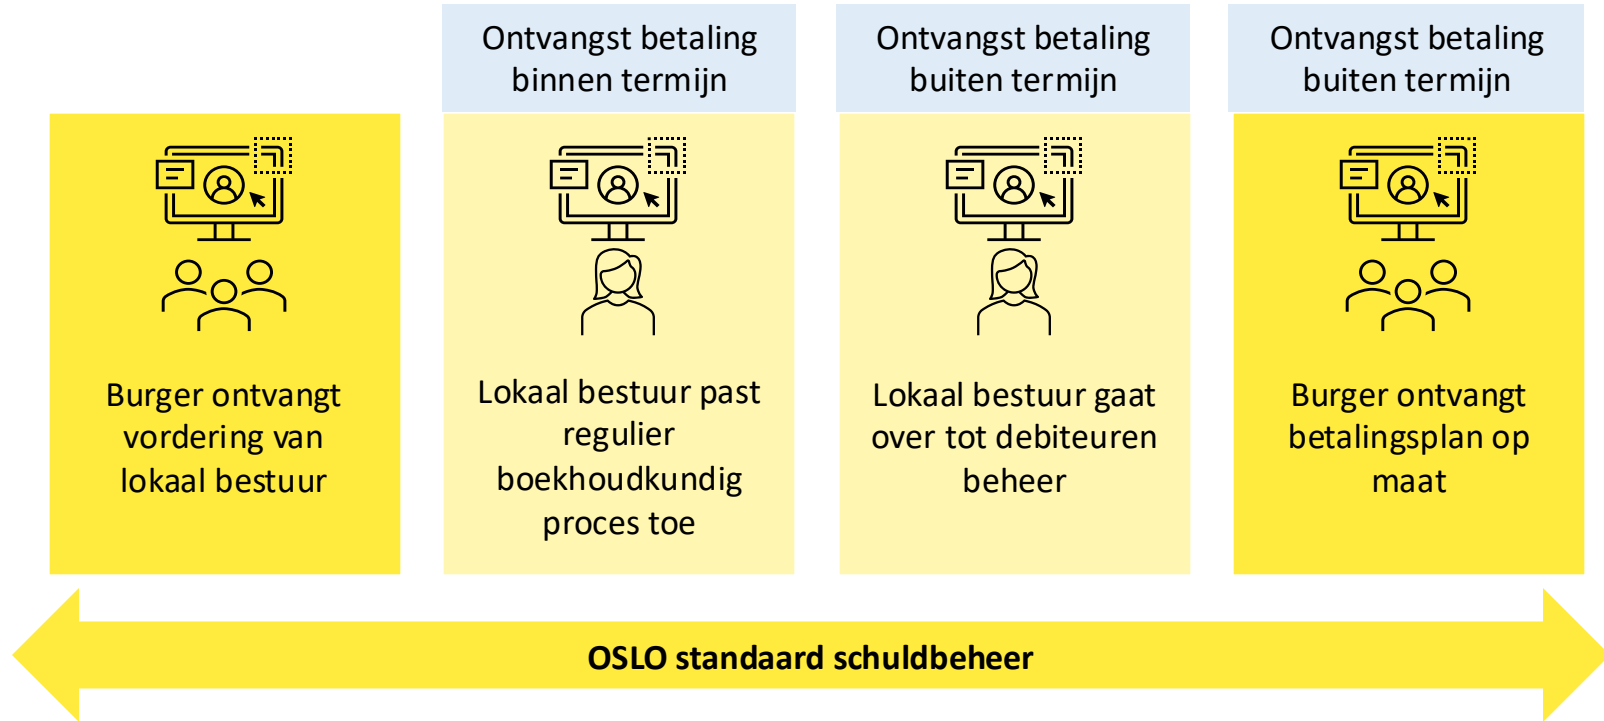 Ontvangst betaling
binnen termijn
Ontvangst betaling
buiten termijn
Ontvangst betaling
buiten termijn
Burger ontvangt
vordering van
lokaal bestuur
Lokaal bestuur past
regulier
boekhoudkundig
proces toe
Lokaal bestuur gaat
over tot debiteuren
beheer
Burger ontvangt
betalingsplan op
maat
OSLO standaard schuldbeheer